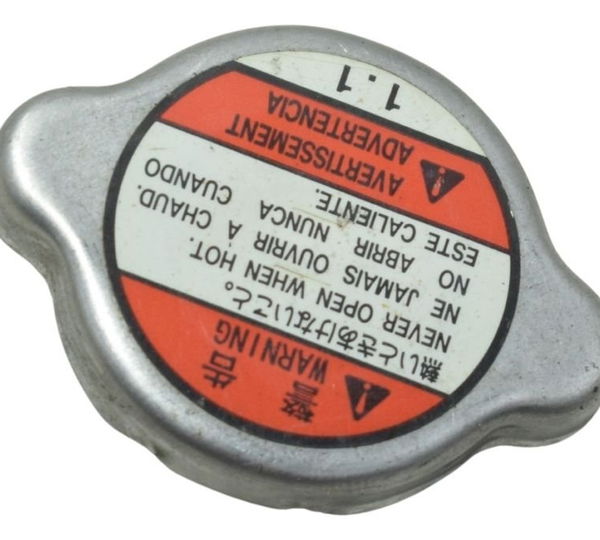 警告
WARNING
熱いときあけないこと。
NEVER OPEN WHEN HOT.
NE JAMAIS OUVRIR À CHAUD.
NO ABRIR NUNCA CUANDO
ESTE CALIENTE.
AVERTISSEMENT
ADVERTENCIA
1.1